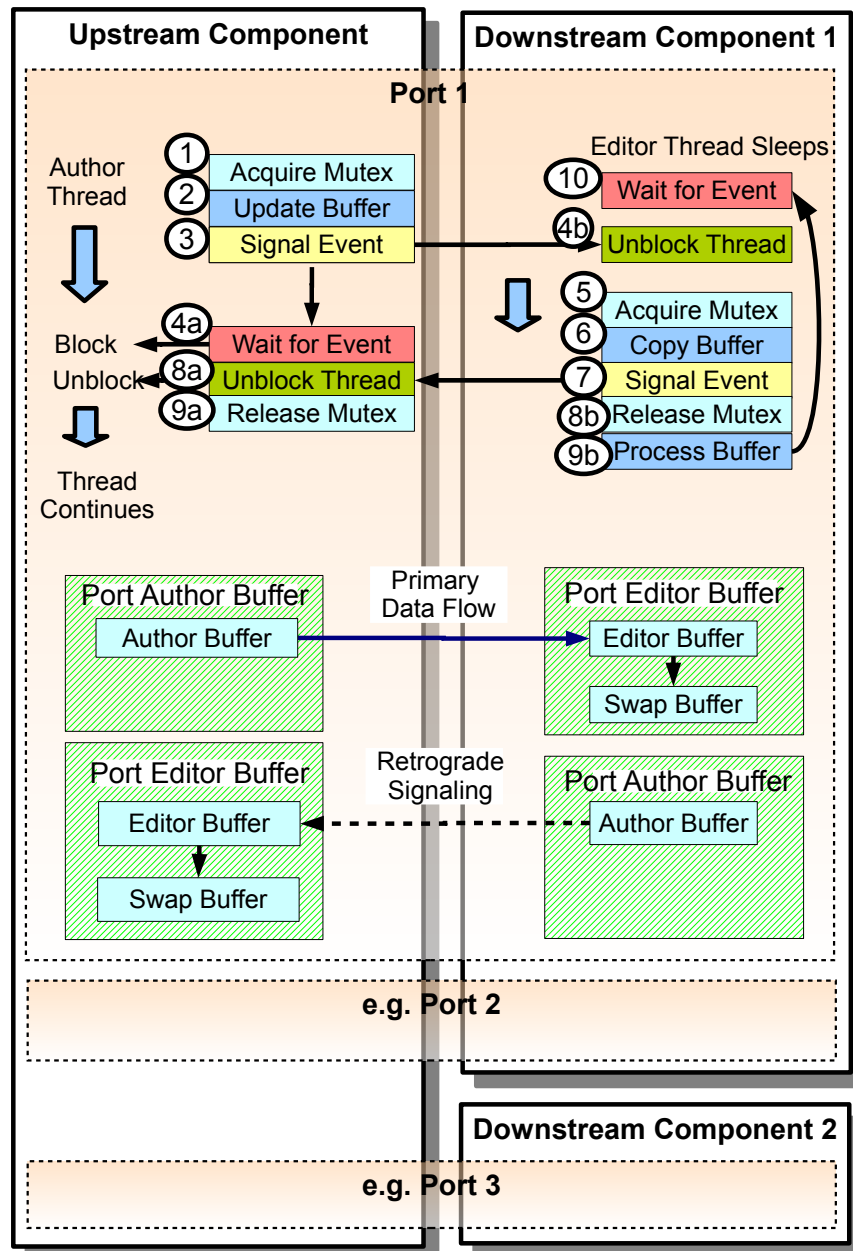 Upstream Component
Downstream Component 1
Port 1
Author
Thread
1
Acquire Mutex
2
Update Buffer
3
Signal Event
Editor Thread Sleeps
10
Wait for Event
4b
Unblock Thread
5
Acquire Mutex
6
Copy Buffer
7
Signal Event
8b
Release Mutex
9b
Process Buffer
Block
4a
Wait for Event
Unblock
8a
Unblock Thread
9a
Release Mutex
Thread
Continues
Port Author Buffer
Author Buffer
Primary
Data Flow
Port Editor Buffer
Editor Buffer
Swap Buffer
Port Editor Buffer
Editor Buffer
Swap Buffer
Retrograde
Signaling
Port Author Buffer
Author Buffer
e.g. Port 2
Downstream Component 2
e.g. Port 3